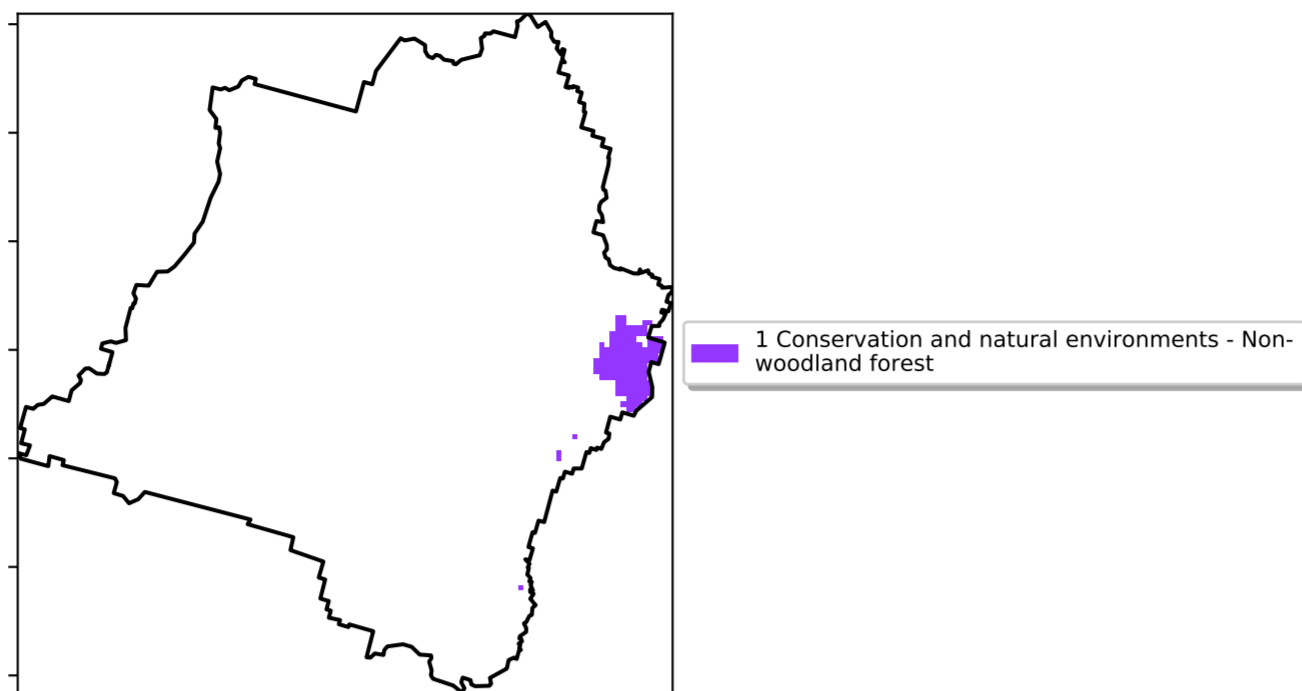 1 Conservation and natural environments - Non-
woodland forest